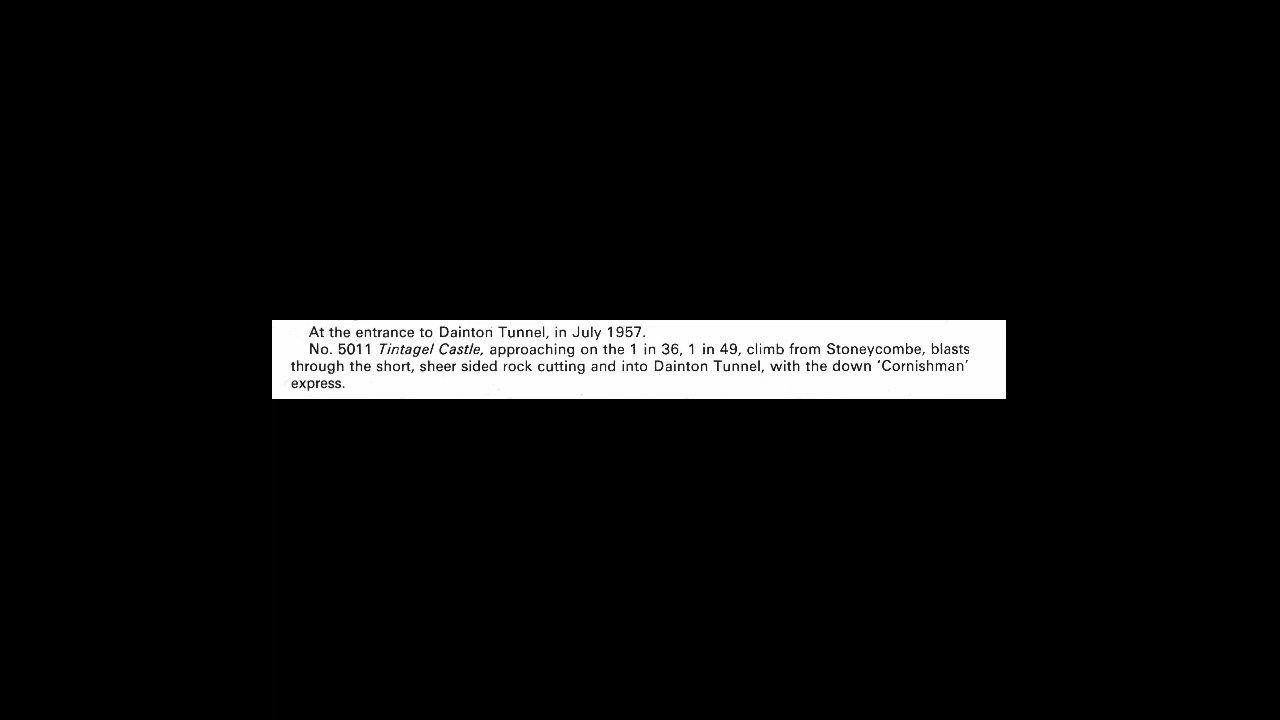 At the entrance to Dainton Tunnel, in July 1957.
No. 5011 Tintagel Castle, approaching on the 1 in 36, 1 in 49, climb from Stoneycombe, blasts
through the short, sheer sided rock cutting and into Dainton Tunnel, with the down ‘Cornishman’
express.